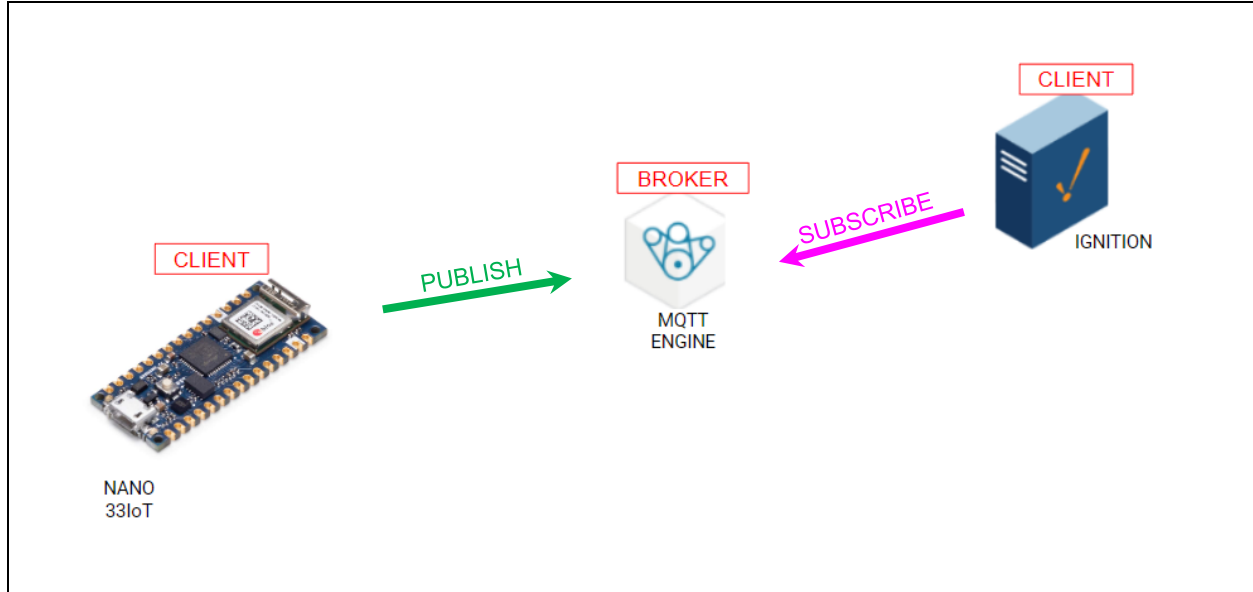 CLIENT
BROKER
SUBSCRIBE
IGNITION
CLIENT
PUBLISH
MQTT
ENGINE
NANO
33IoT